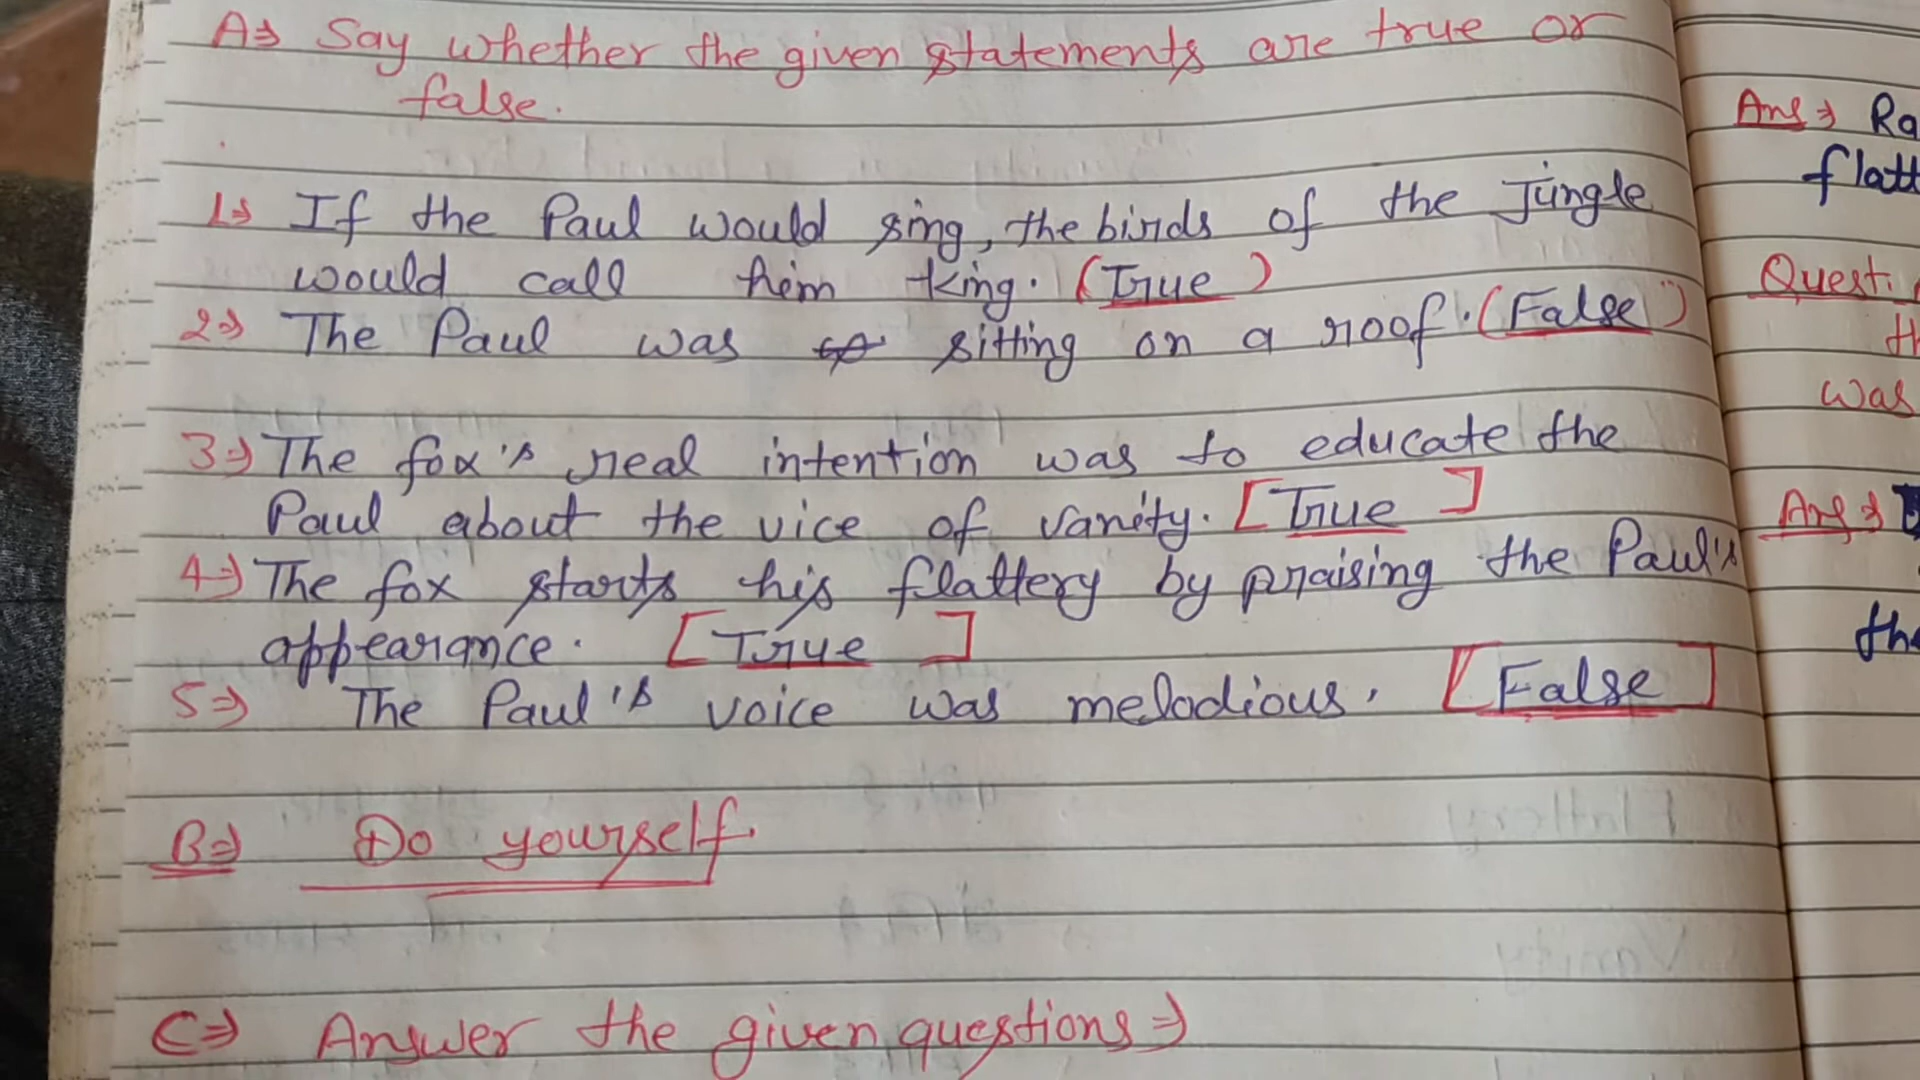 A⇒ Say whether the given statements are true or
false.
1⇒ If the Paul would sing, the birds of the Jungle
would call him king. (True)
2⇒ The Paul was sitting on a roof. (False)
3⇒ The fox's real intention was to educate the
Paul about the vice of vanity. [True]
4⇒ The fox starts his flattery by praising the Paul's
appearance. [True]
5⇒ The Paul's voice was melodious. [False]
B⇒ Do yourself.
C⇒ Answer the given questions⇒
Ans⇒ Ra
flatt
Quest.
th
was
Ans⇒
the